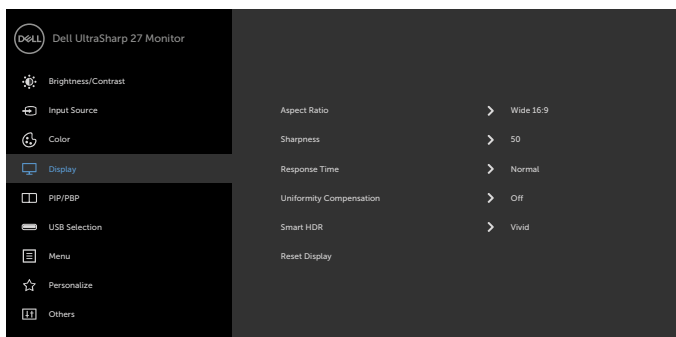 DELL Dell UltraSharp 27 Monitor
Brightness/Contrast
Input Source
Color
Display
PIP/PBP
USB Selection
Menu
Personalize
Others
Aspect Ratio Wide 16:9
Sharpness 50
Response Time Normal
Uniformity Compensation Off
Smart HDR Vivid
Reset Display